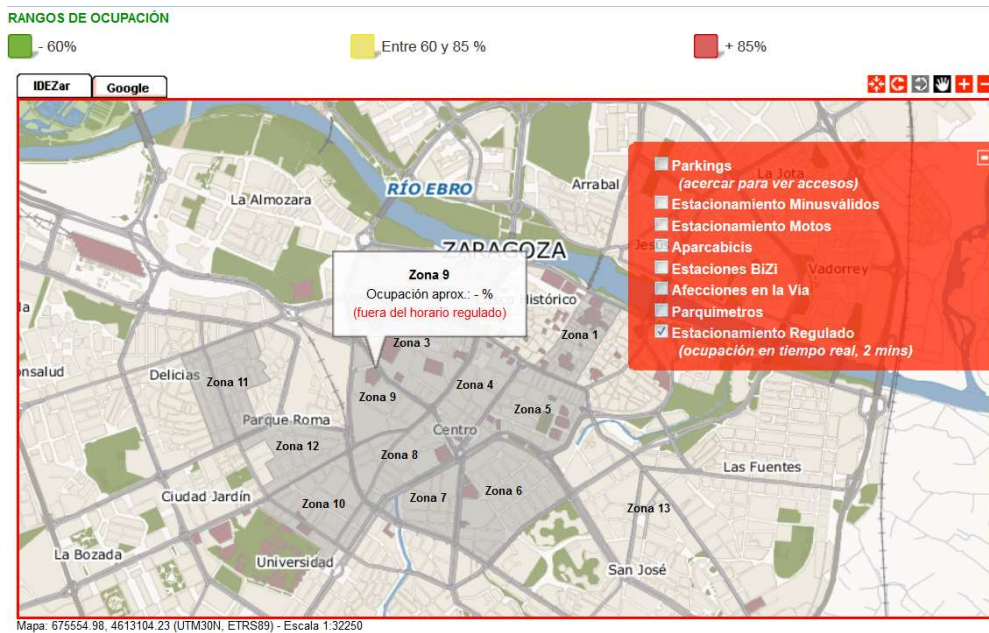 RANGOS DE OCUPACIÓN
- 60%
Entre 60 y 85 %
+ 85%
IDEZar
Google
Parkings
(acercar para ver accesos)
Estacionamiento Minusválidos
Estacionamiento Motos
Aparcabicis
Estaciones BiZi
Afecciones en la Via
Parquimetros
Estacionamiento Regulado
(ocupación en tiempo real, 2 mins)
La Jota
Arrabal
RÍO EBRO
La Almozara
ZARAGOZA
Vadorrey
Zona 9
Ocupación aprox.: - %
(fuera del horario regulado)
Histórico
Zona 1
Zona 3
Delicias
Zona 11
Zona 4
Zona 9
Zona 5
Parque Roma
Centro
Zona 12
Zona 8
Las Fuentes
Ciudad Jardín
Zona 10
Zona 7
Zona 6
Zona 13
La Bozada
Universidad
San José
Mapa: 675554.98, 4613104.23 (UTM30N, ETRS89) - Escala 1:32250